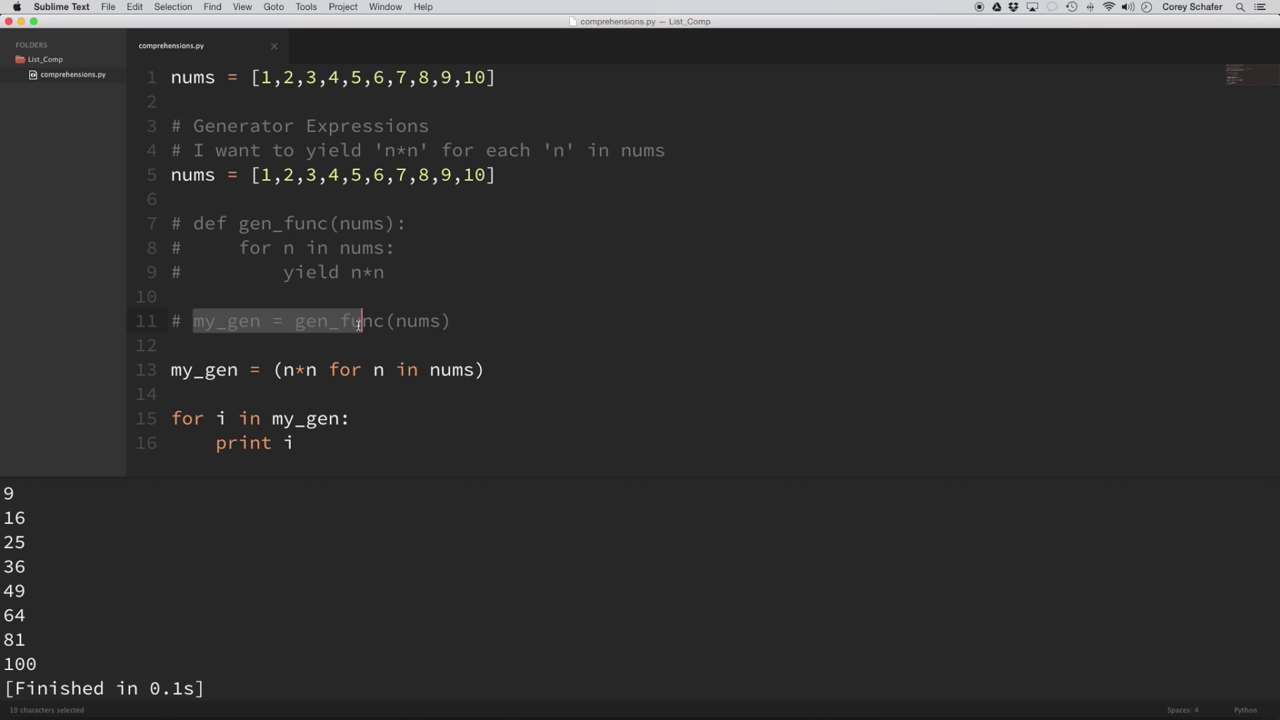 Sublime Text File Edit Selection Find View Goto Tools Project Window Help Corey Schafer
comprehensions.py — List_Comp
FOLDERS
List_Comp
comprehensions.py
comprehensions.py
1 nums = [1,2,3,4,5,6,7,8,9,10]
2
3 # Generator Expressions
4 # I want to yield 'n*n' for each 'n' in nums
5 nums = [1,2,3,4,5,6,7,8,9,10]
6
7 # def gen_func(nums):
8 #     for n in nums:
9 #         yield n*n
10
11 # my_gen = gen_func(nums)
12
13 my_gen = (n*n for n in nums)
14
15 for i in my_gen:
16     print i
9
16
25
36
49
64
81
100
[Finished in 0.1s]
19 characters selected Spaces: 4 Python